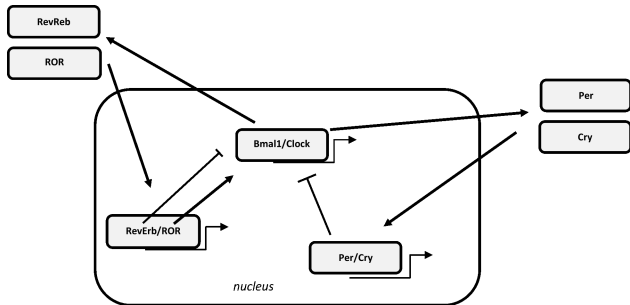 RevReb
ROR
Per
Cry
Bmal1/Clock
RevErb/ROR
Per/Cry
nucleus